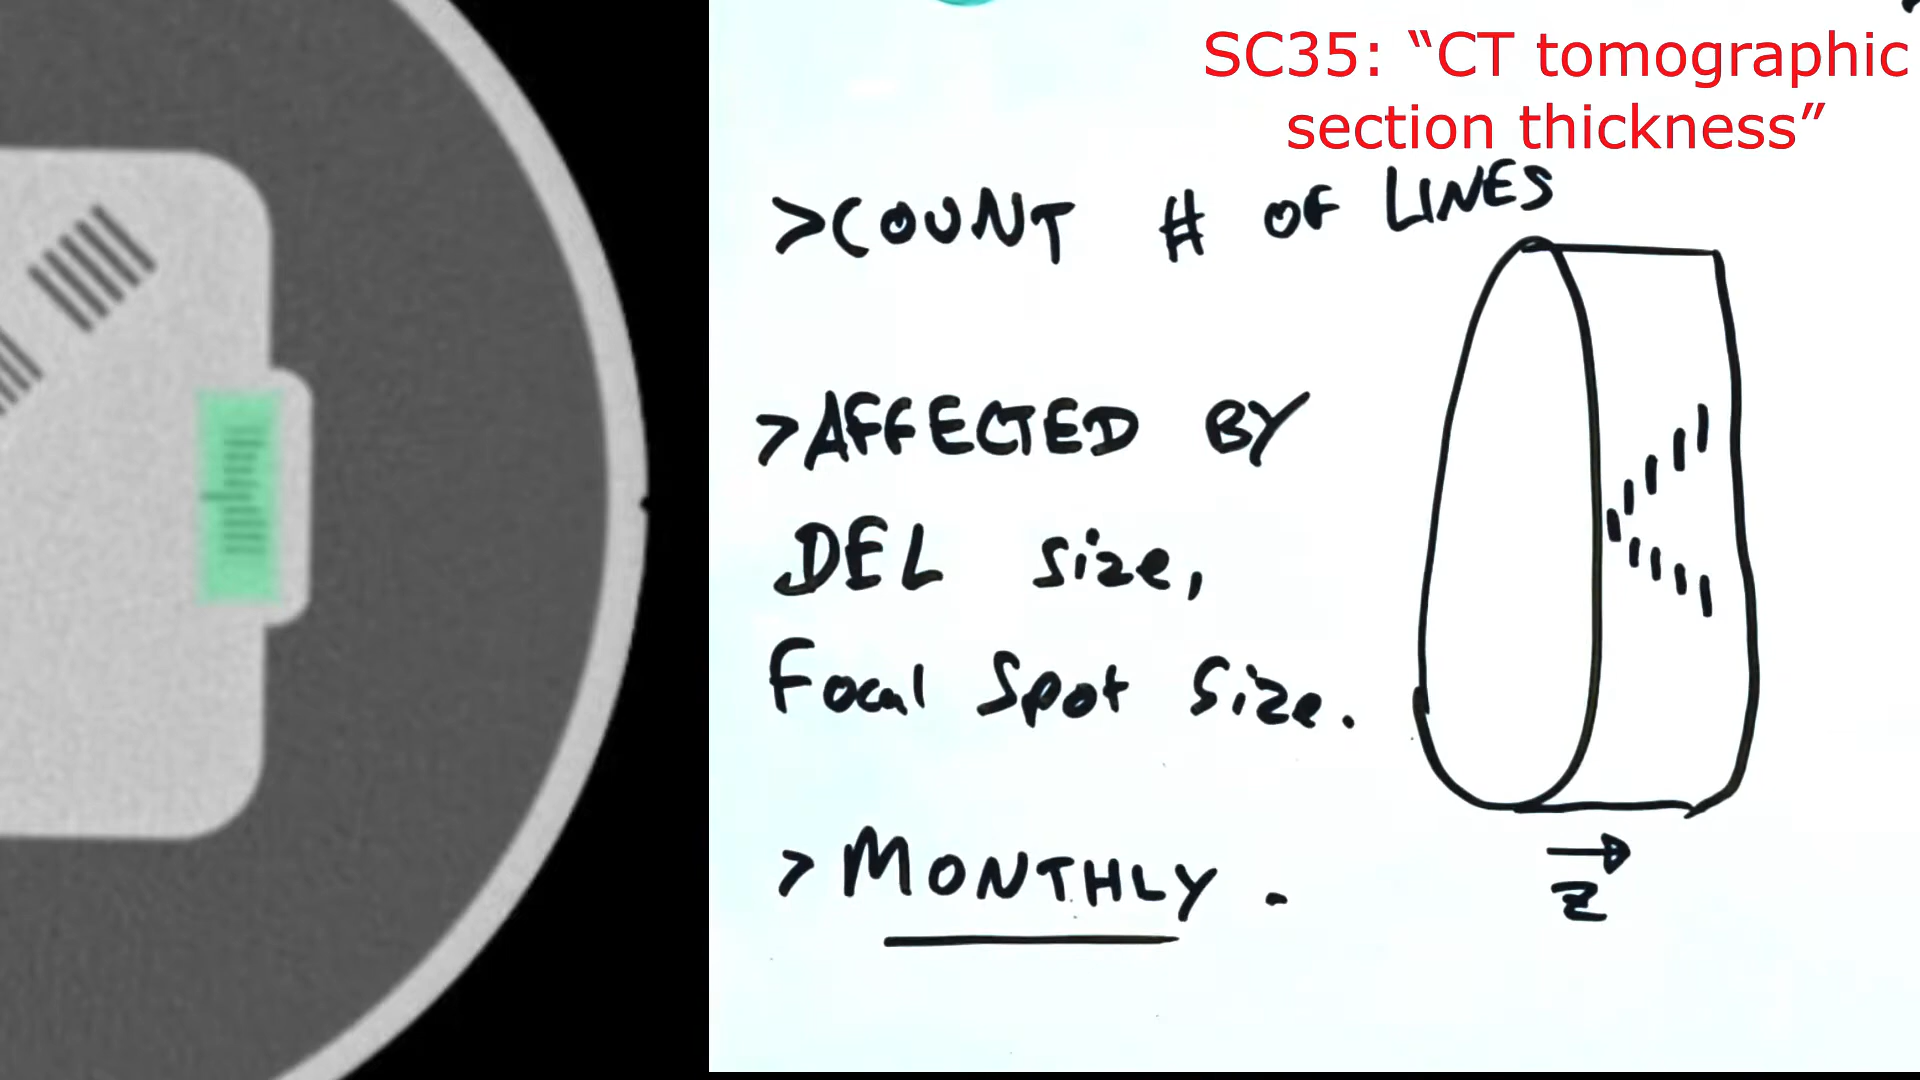 SC35: “CT tomographic
section thickness”
>COUNT # OF LINES
>AFFECTED BY
DEL size,
Focal Spot Size.
>MONTHLY.
Z